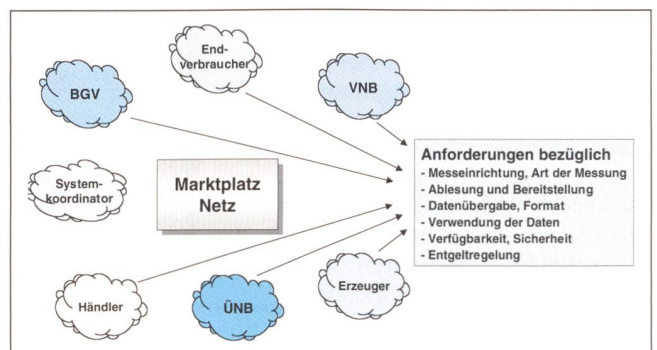 End-
verbraucher
BGV
VNB
System-
koordinator
Marktplatz
Netz
Anforderungen bezüglich
- Messeinrichtung, Art der Messung
- Ablesung und Bereitstellung
- Datenübergabe, Format
- Verwendung der Daten
- Verfügbarkeit, Sicherheit
- Entgeltregelung
Händler
ÜNB
Erzeuger